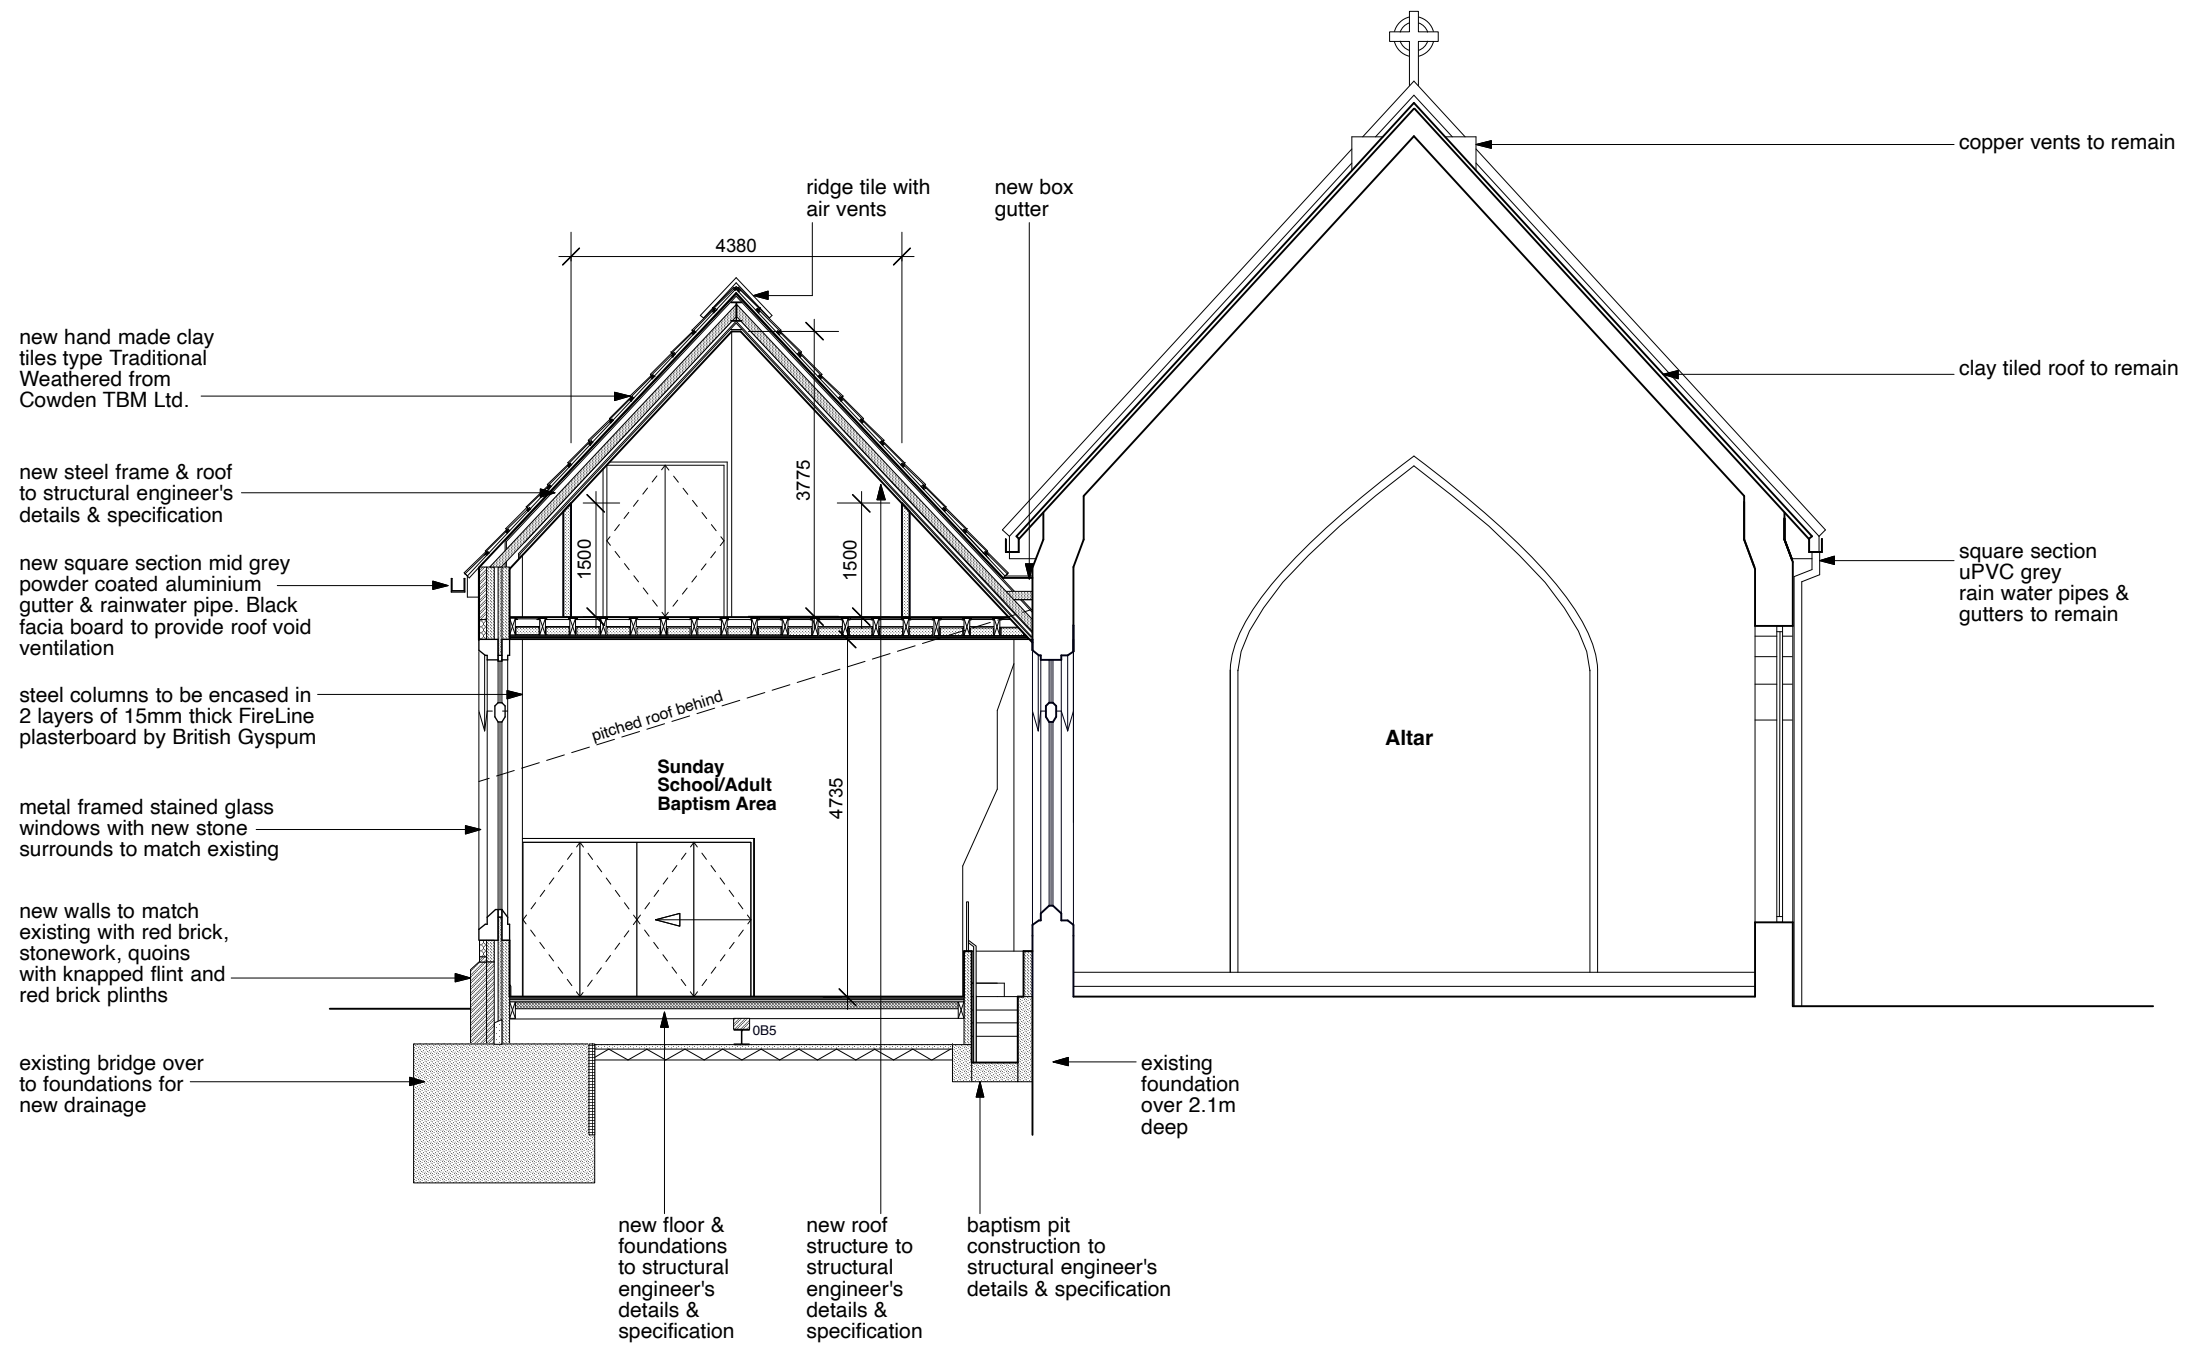 copper vents to remain
ridge tile with
air vents
new box
gutter
4380
new hand made clay
tiles type Traditional
Weathered from
Cowden TBM Ltd.
clay tiled roof to remain
new steel frame & roof
to structural engineer's
details & specification
3775
1500
1500
new square section mid grey
powder coated aluminium
gutter & rainwater pipe. Black
facia board to provide roof void
ventilation
square section
uPVC grey
rain water pipes &
gutters to remain
steel columns to be encased in
2 layers of 15mm thick FireLine
plasterboard by British Gyspum
pitched roof behind
Sunday
School/Adult
Baptism Area
4735
Altar
metal framed stained glass
windows with new stone
surrounds to match existing
new walls to match
existing with red brick,
stonework, quoins
with knapped flint and
red brick plinths
0B5
existing bridge over
to foundations for
new drainage
existing
foundation
over 2.1m
deep
new floor &
foundations
to structural
engineer's
details &
specification
new roof
structure to
structural
engineer's
details &
specification
baptism pit
construction to
structural engineer's
details & specification